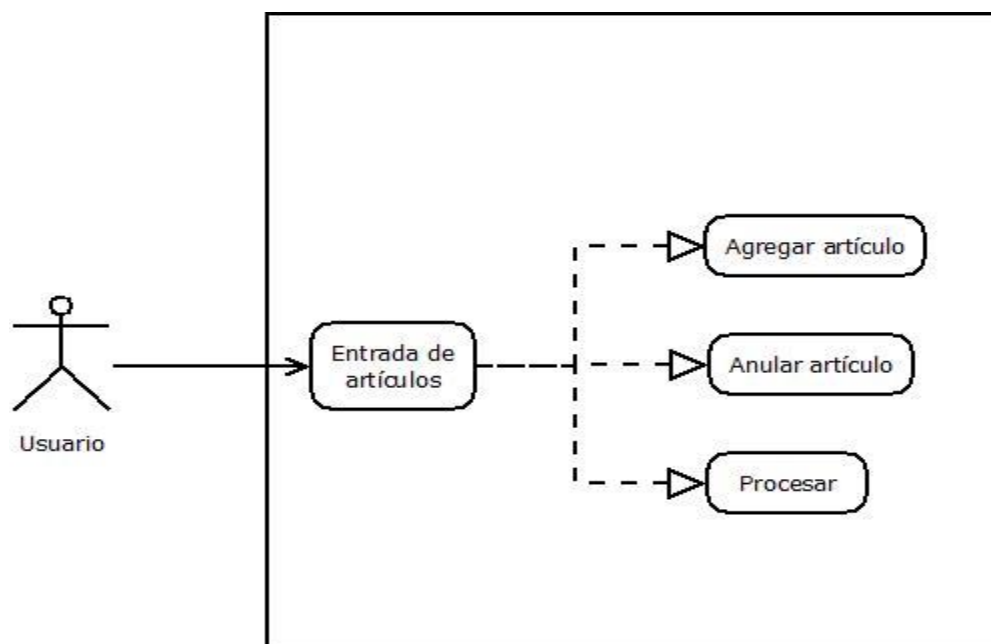 Agregar artículo
Entrada de
artículos
Anular artículo
Usuario
Procesar